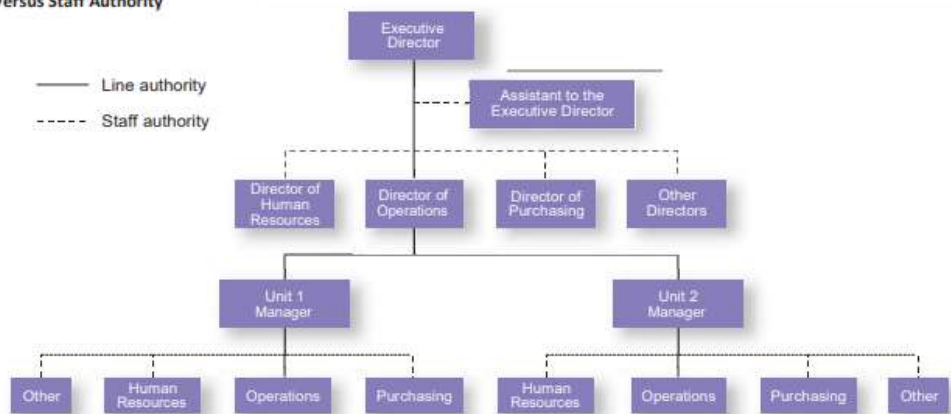 versus Staff Authority
Executive
Director
Line authority
Assistant to the
Executive Director
Staff authority
Director of
Human
Resources
Director of
Operations
Director of
Purchasing
Other
Directors
Unit 1
Manager
Unit 2
Manager
Other
Human
Resources
Operations
Purchasing
Human
Resources
Operations
Purchasing
Other